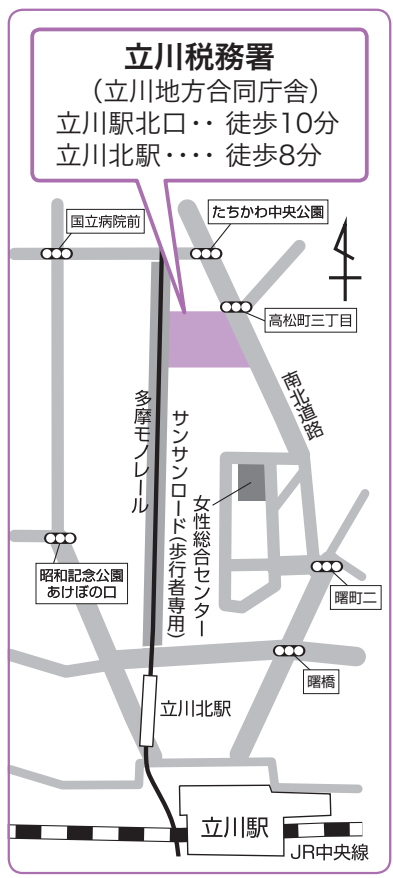 立川税務署
（立川地方合同庁舎）
立川駅北口‥ 徒歩10分
立川北駅‥‥ 徒歩8分
国立病院前
たちかわ中央公園
高松町三丁目
南北道路
多摩モノレール
サンサンロード（歩行者専用）
女性総合センター
昭和記念公園
あけぼの口
曙町二
曙橋
立川北駅
立川駅
JR中央線